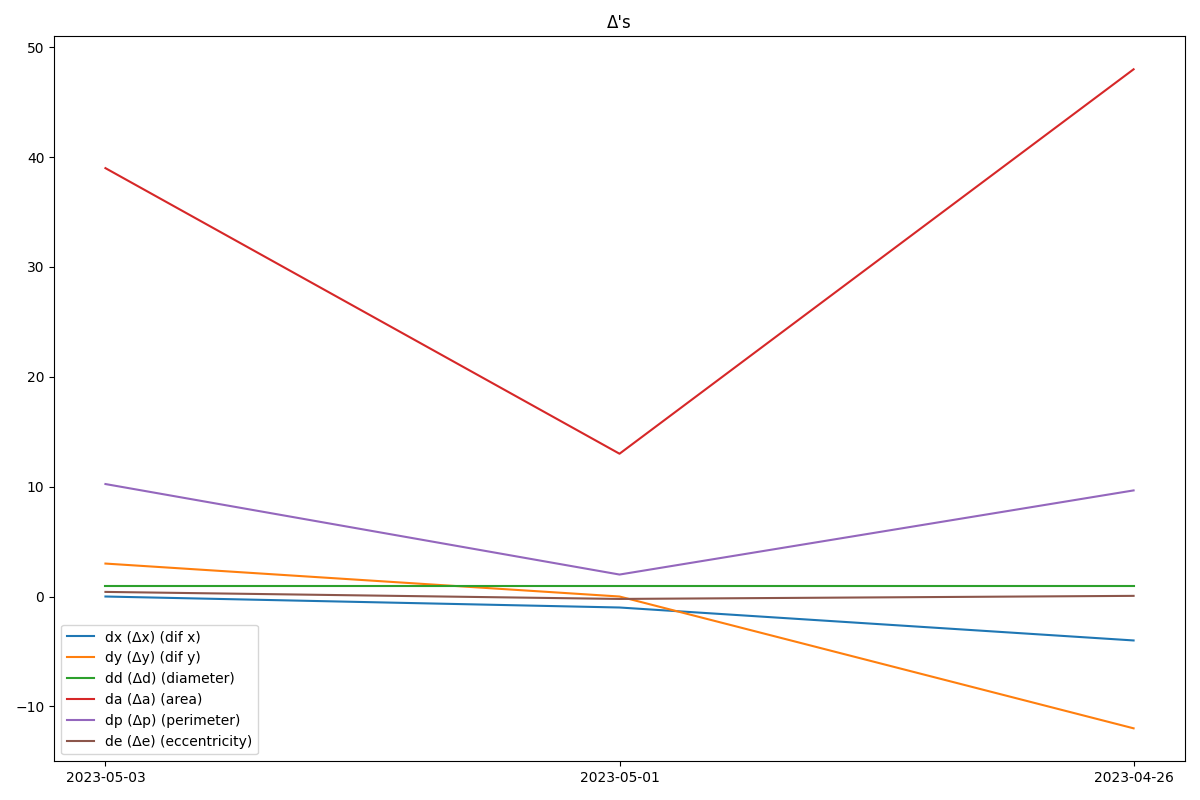 Δ's
50
40
30
20
10
0
−10
dx (Δx) (dif x)
dy (Δy) (dif y)
dd (Δd) (diameter)
da (Δa) (area)
dp (Δp) (perimeter)
de (Δe) (eccentricity)
2023-05-03 2023-05-01 2023-04-26